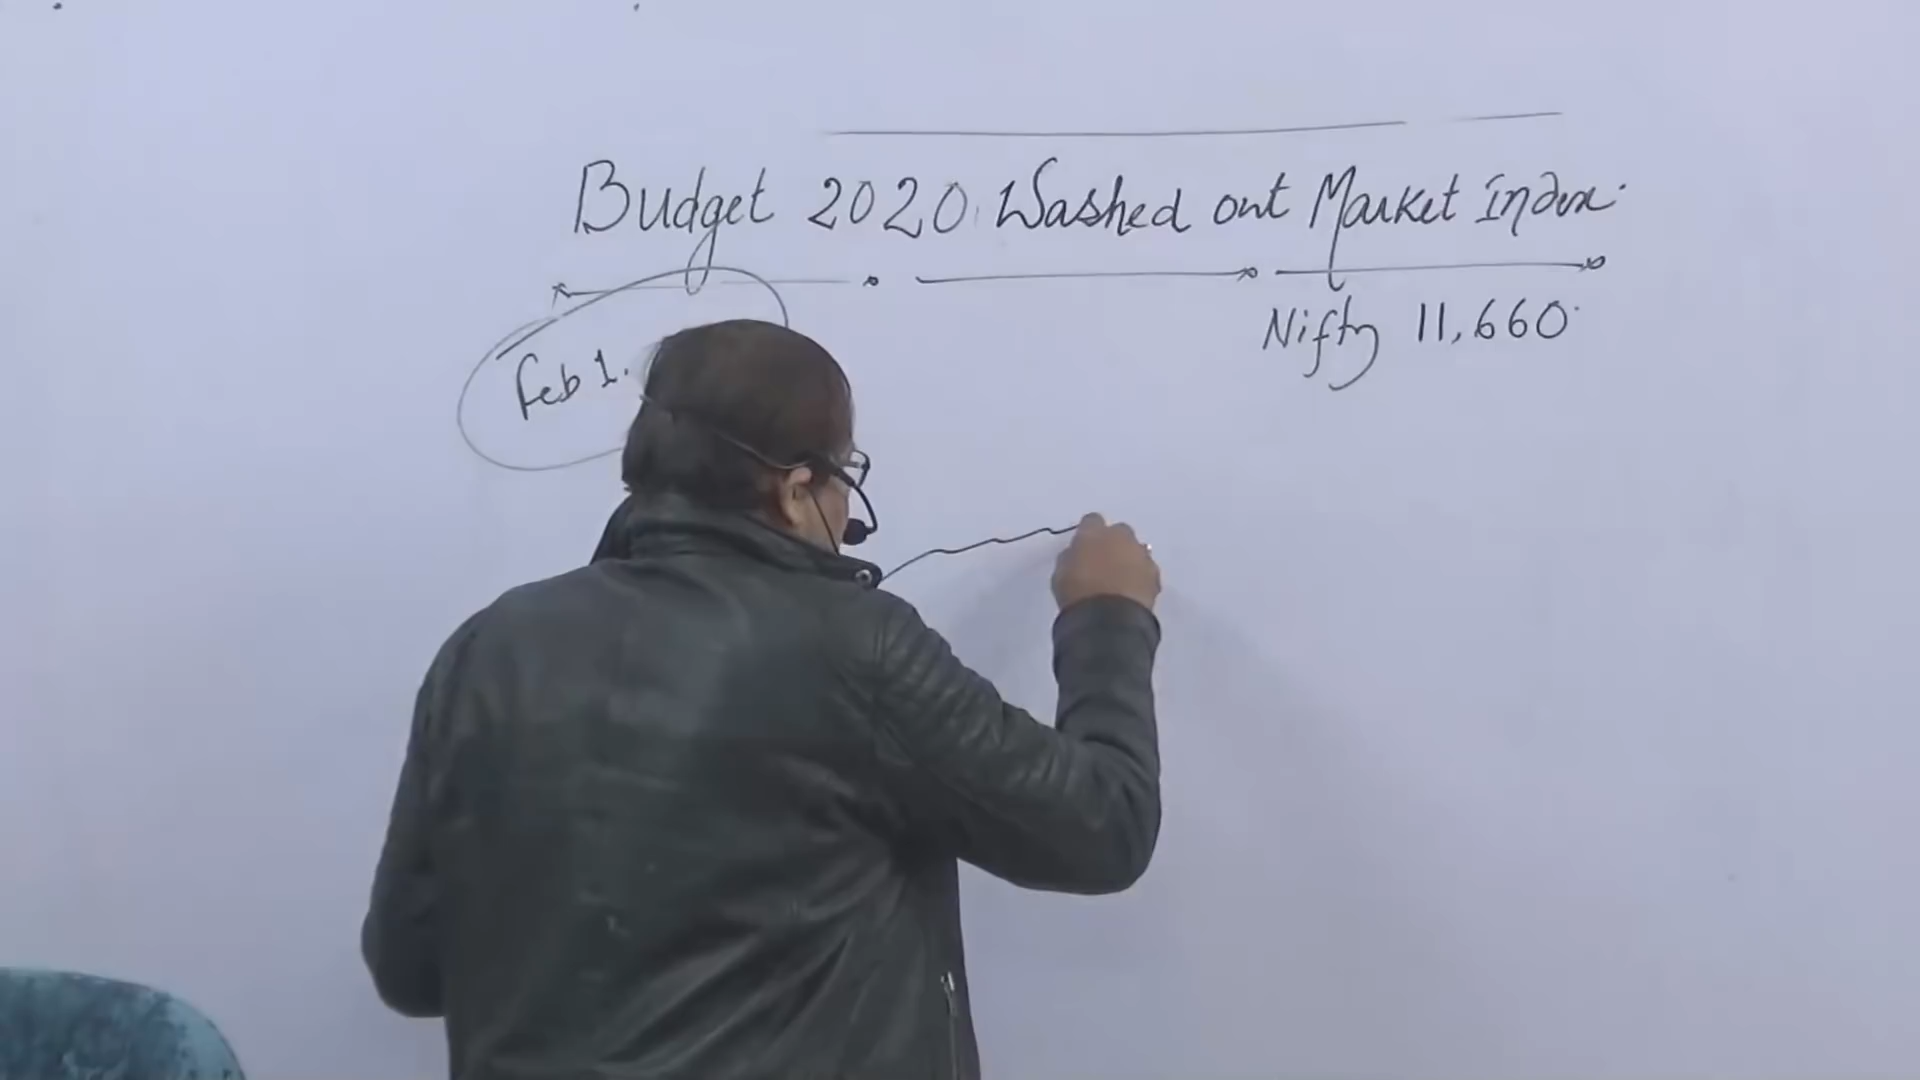 Budget 2020 Washed out Market Index.
Nifty 11,660
Feb 1.